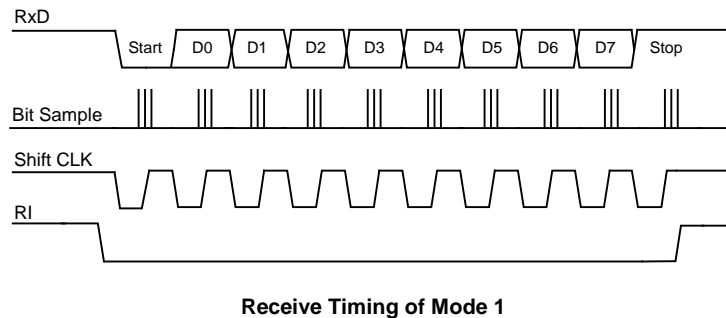 RxD
Start D0 D1 D2 D3 D4 D5 D6 D7 Stop
Bit Sample
Shift CLK
RI
Receive Timing of Mode 1